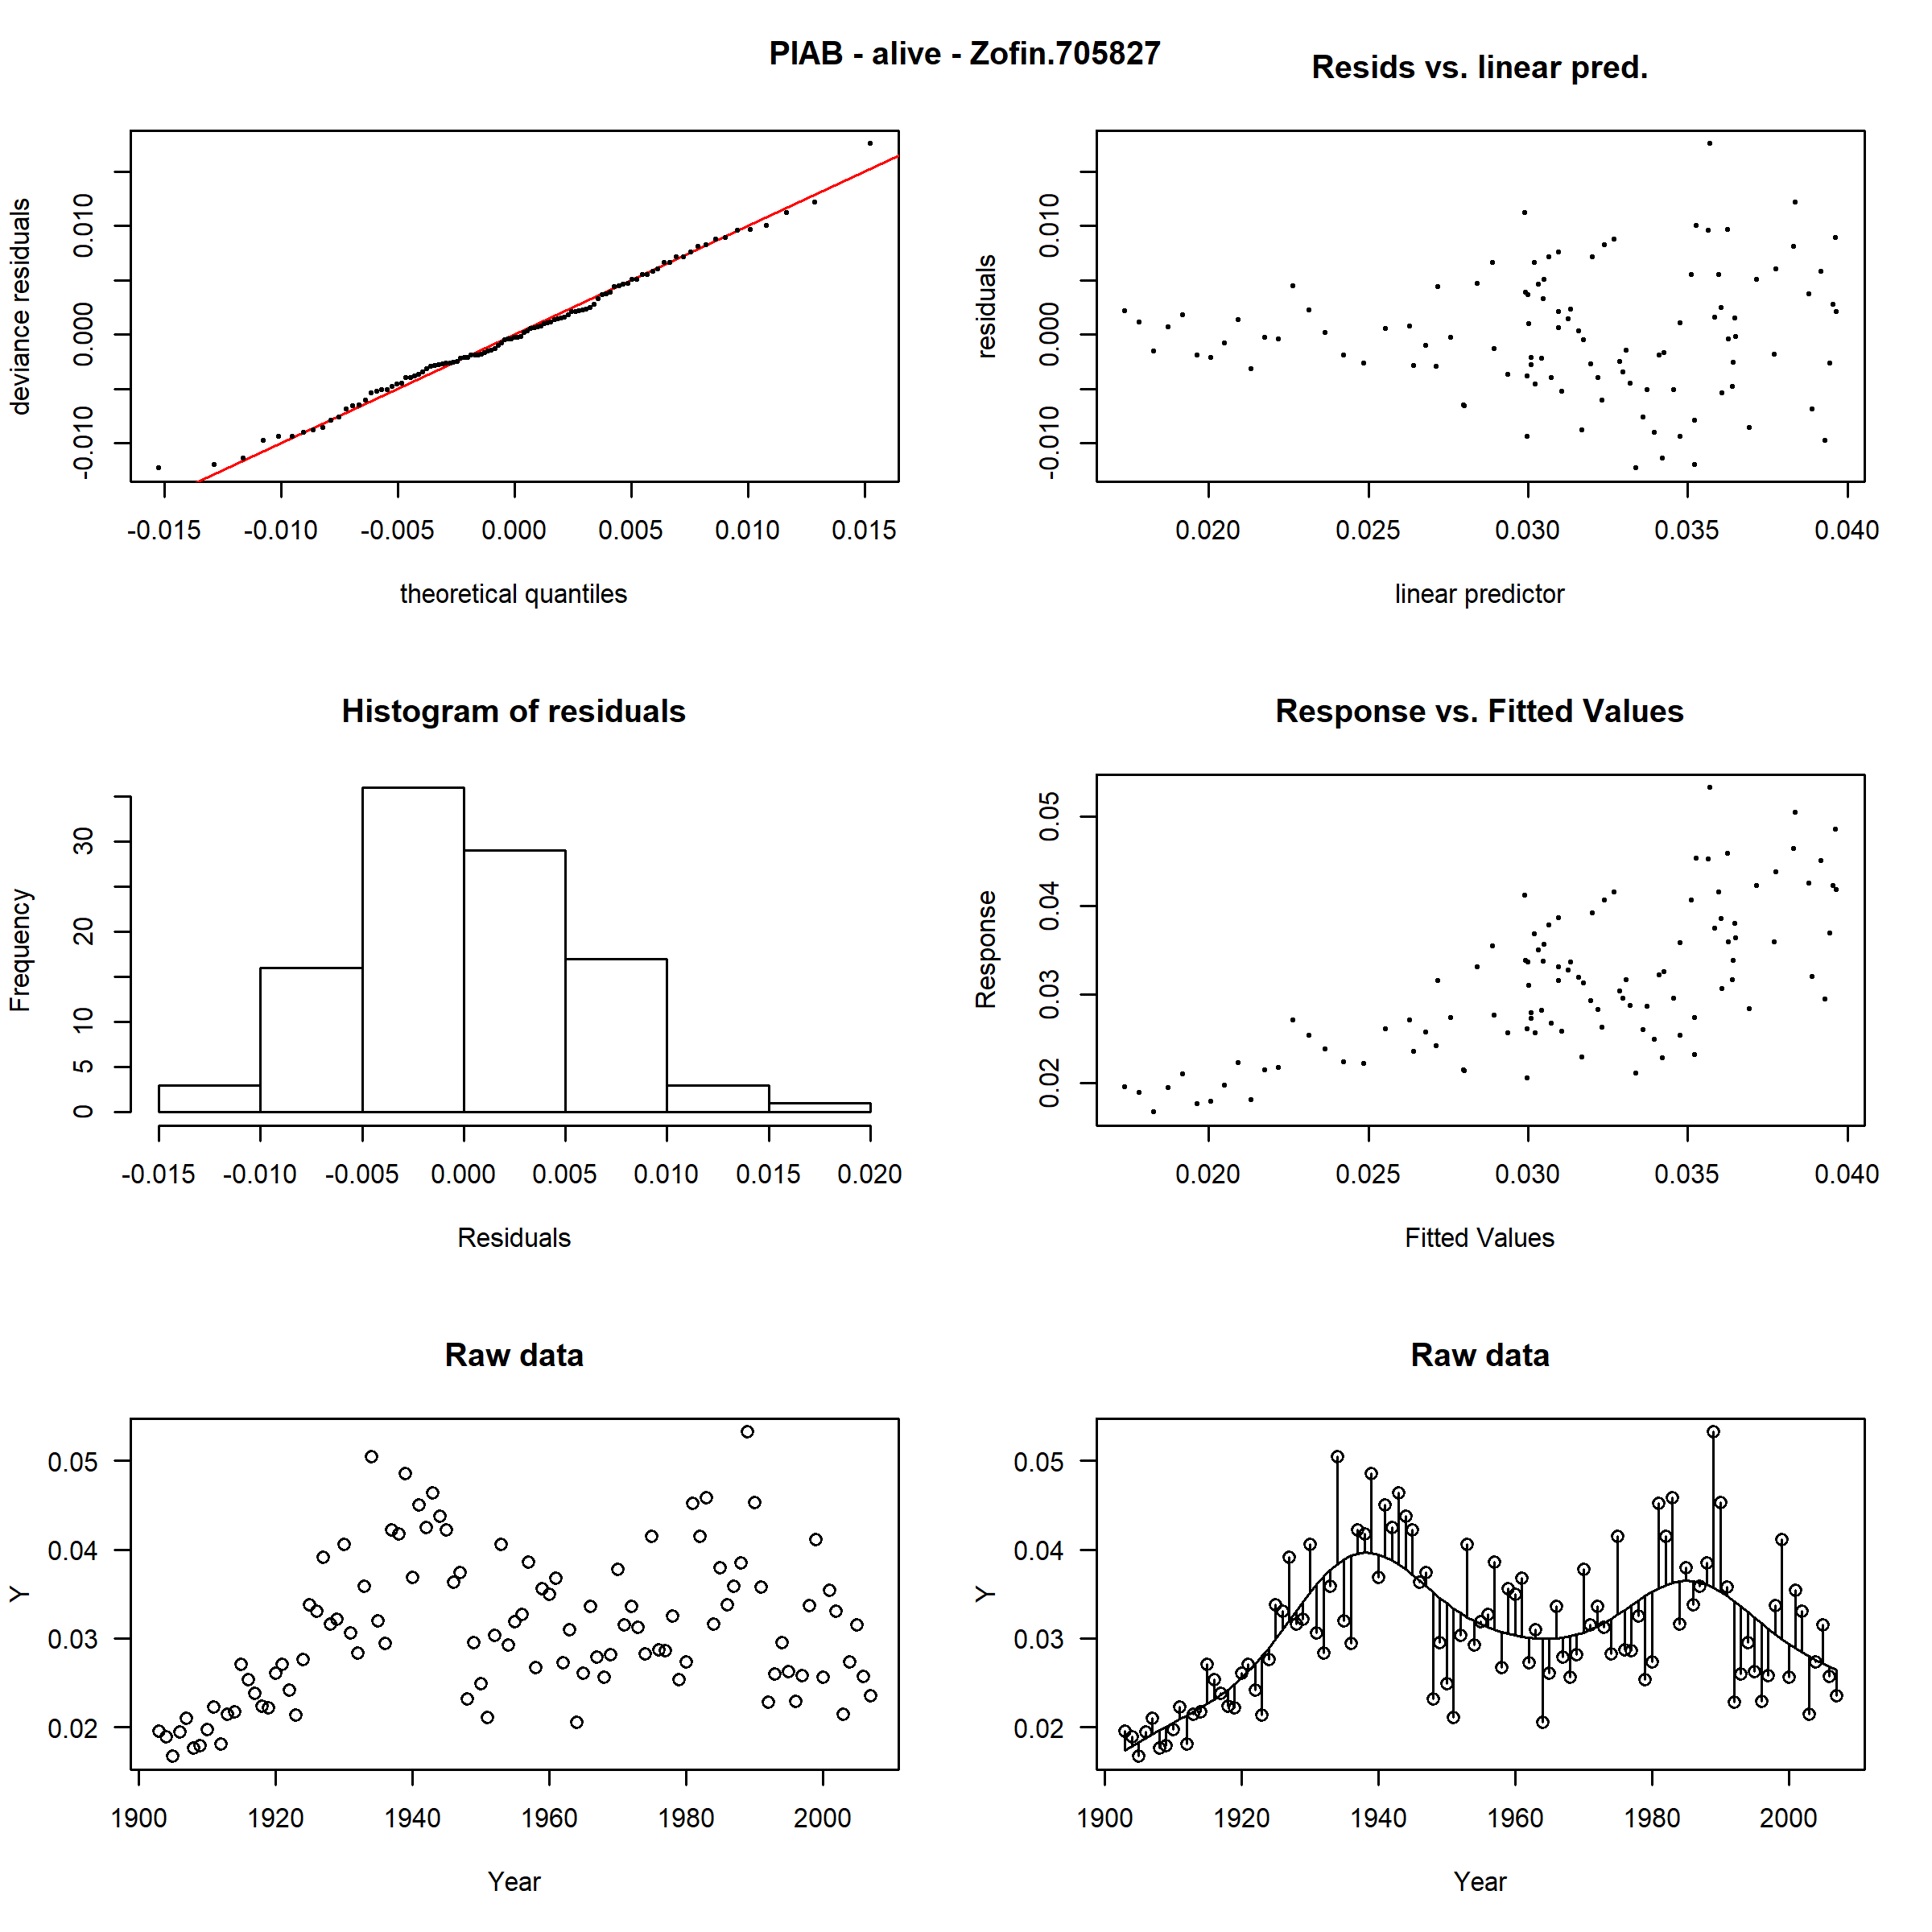 PIAB - alive - Zofin.705827
Resids vs. linear pred.
deviance residuals
-0.010 0.000 0.010
-0.015 -0.010 -0.005 0.000 0.005 0.010 0.015
theoretical quantiles
residuals
-0.010 0.000 0.010
0.020 0.025 0.030 0.035 0.040
linear predictor
Histogram of residuals
Frequency
0 5 10 20 30
-0.015 -0.010 -0.005 0.000 0.005 0.010 0.015 0.020
Residuals
Response vs. Fitted Values
Response
0.02 0.03 0.04 0.05
0.020 0.025 0.030 0.035 0.040
Fitted Values
Raw data
Y
0.05
0.04
0.03
0.02
1900 1920 1940 1960 1980 2000
Year
Raw data
Y
0.05
0.04
0.03
0.02
1900 1920 1940 1960 1980 2000
Year